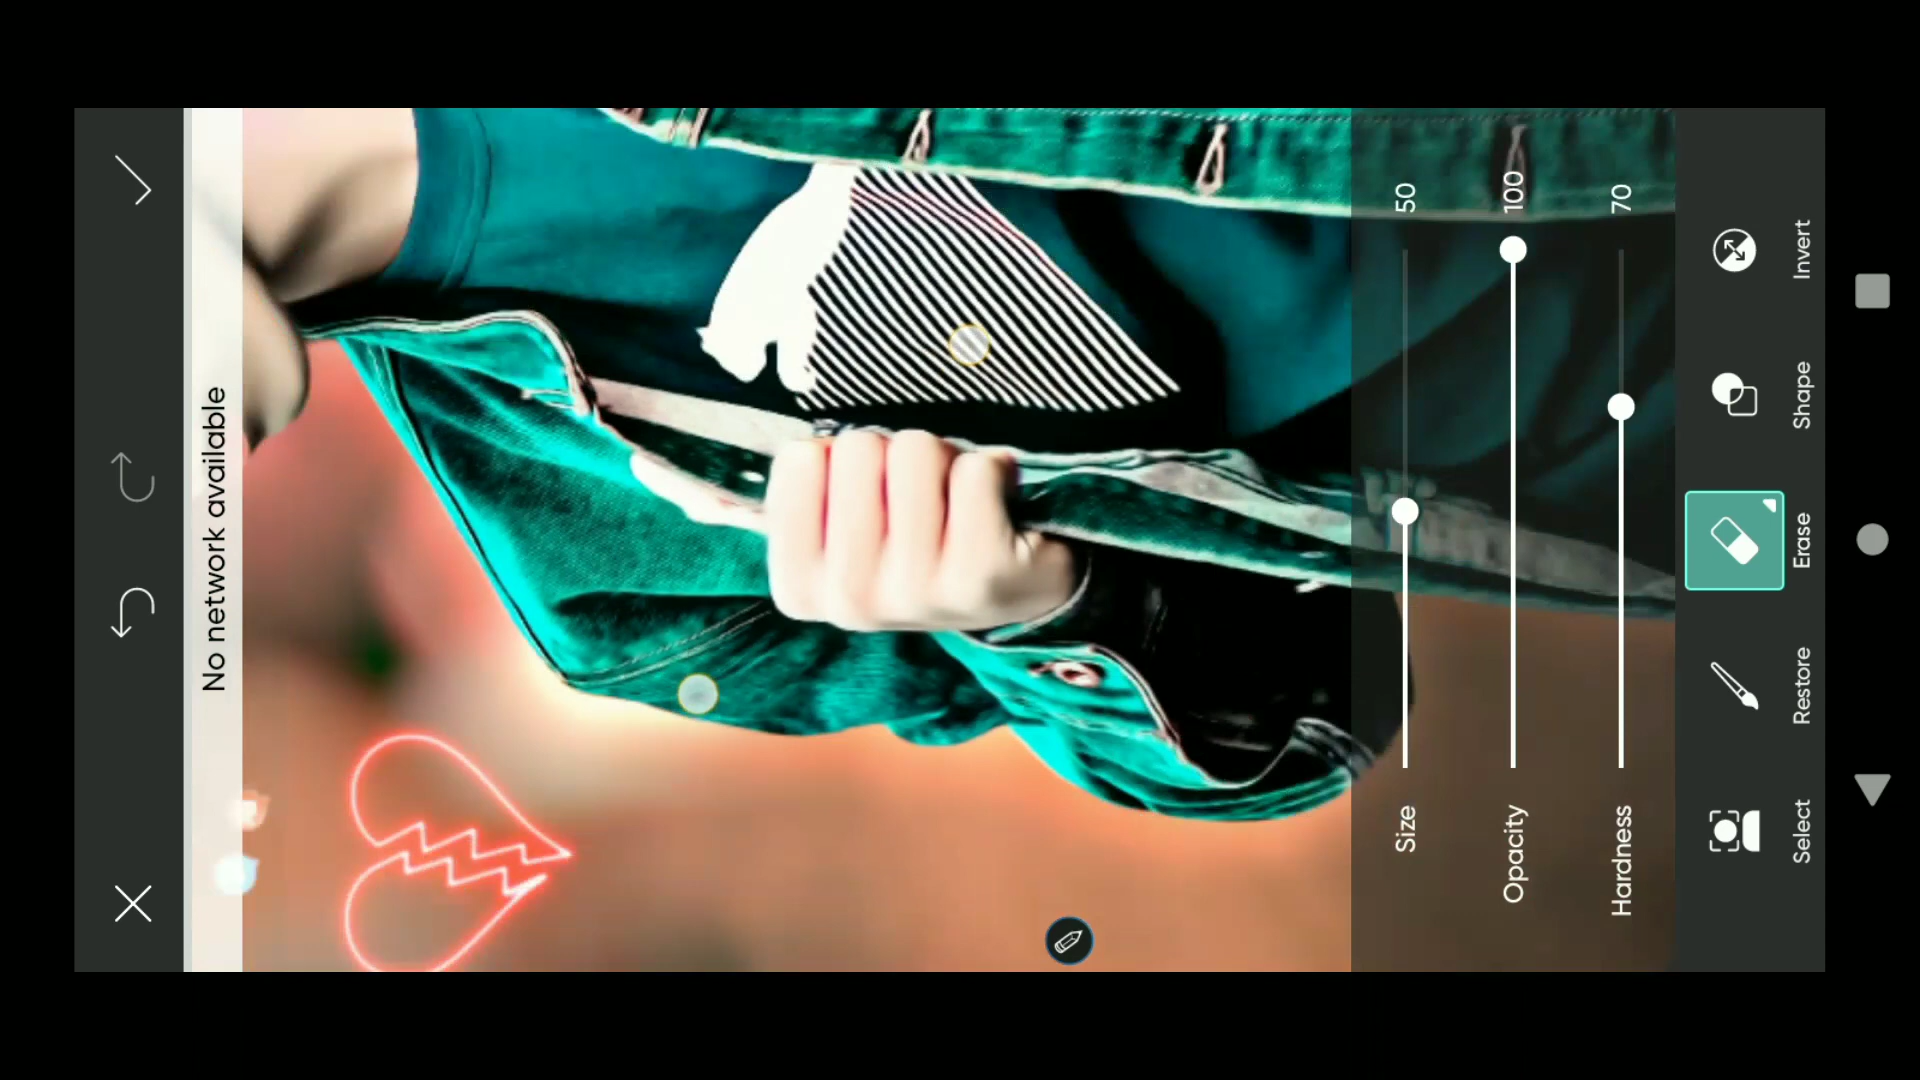 No network available
Size
50
Opacity
100
Hardness
70
Select
Restore
Erase
Shape
Invert